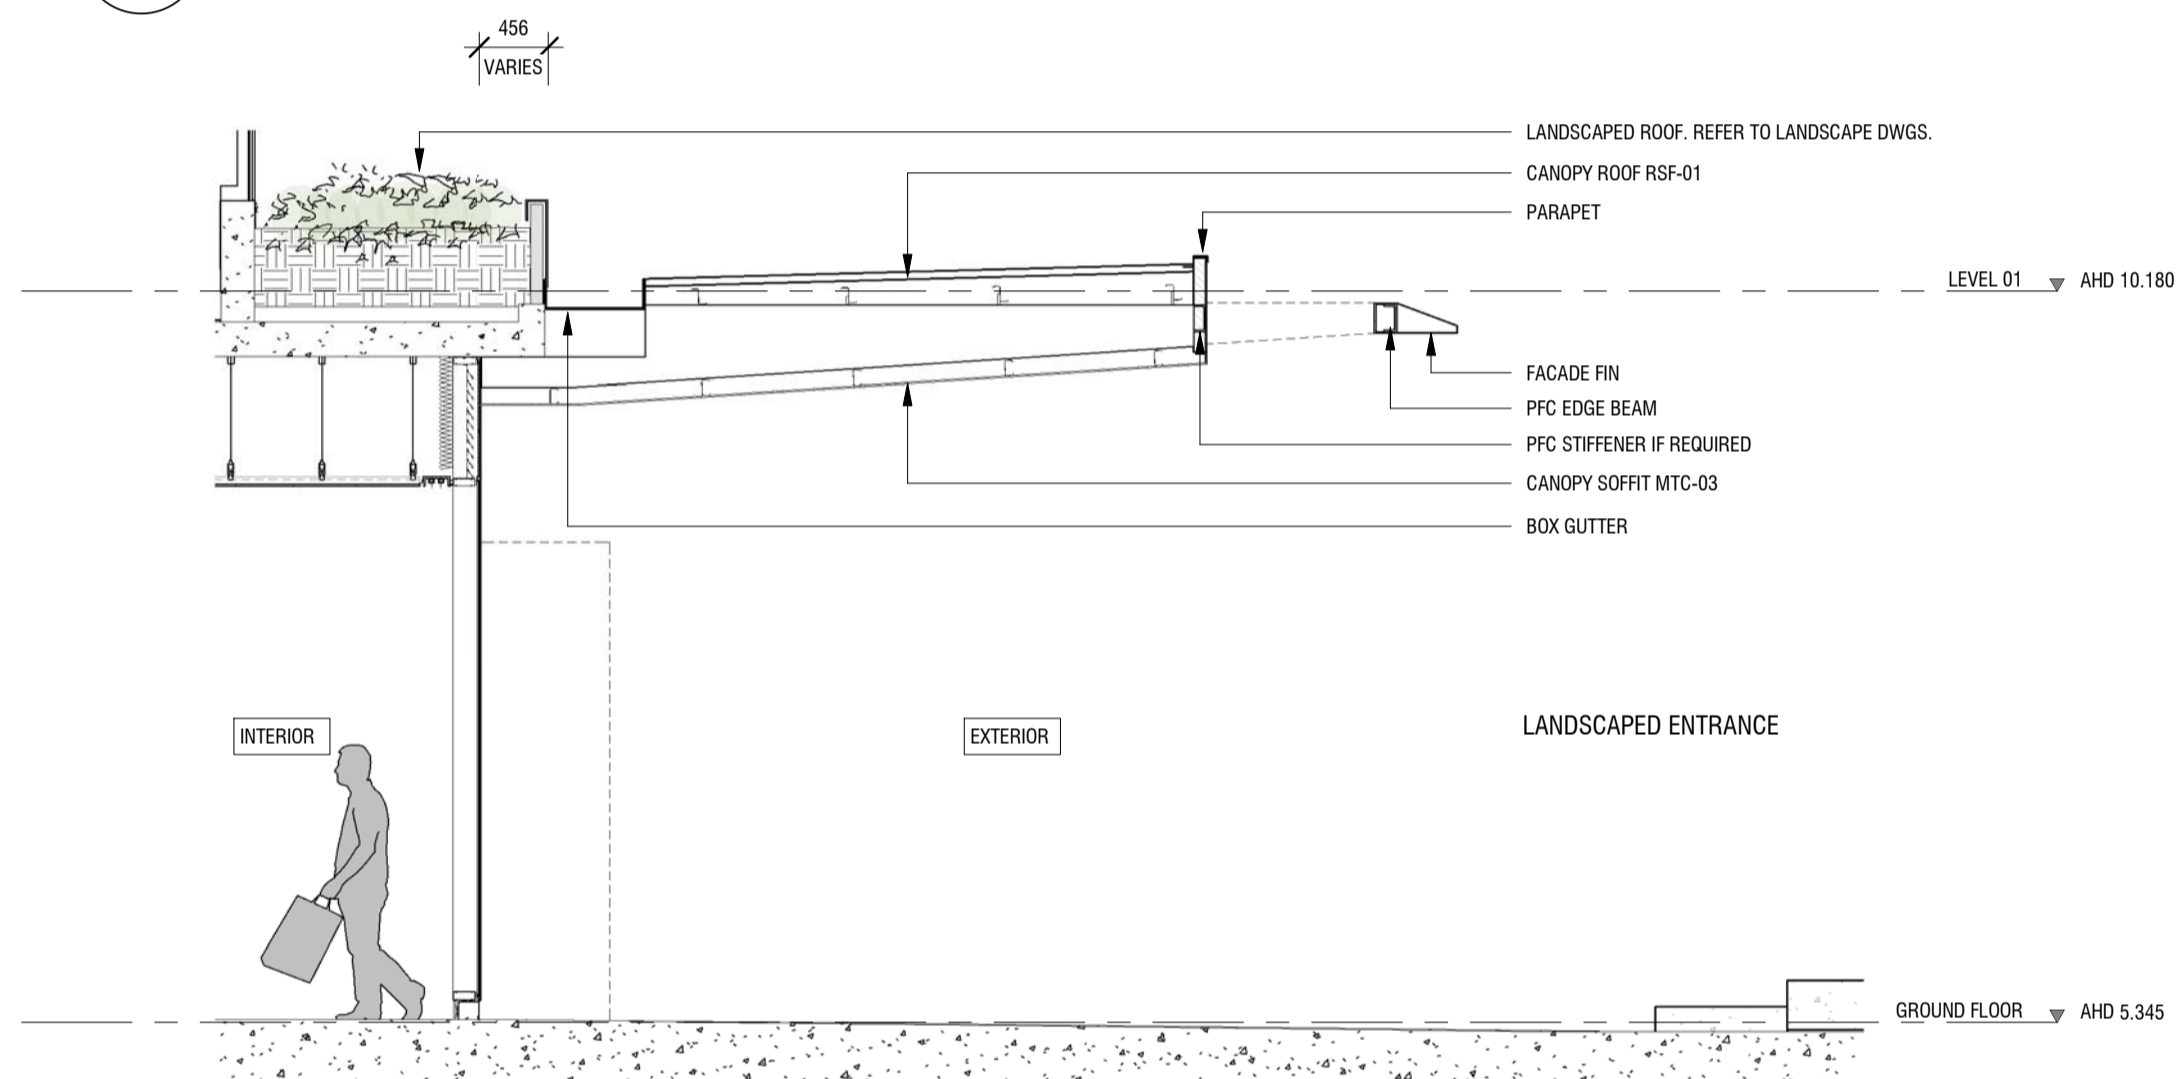 456
VARIES
LANDSCAPED ROOF. REFER TO LANDSCAPE DWGS.
CANOPY ROOF RSF-01
PARAPET
LEVEL 01 AHD 10.180
FACADE FIN
PFC EDGE BEAM
PFC STIFFENER IF REQUIRED
CANOPY SOFFIT MTC-03
BOX GUTTER
INTERIOR
EXTERIOR
LANDSCAPED ENTRANCE
GROUND FLOOR AHD 5.345